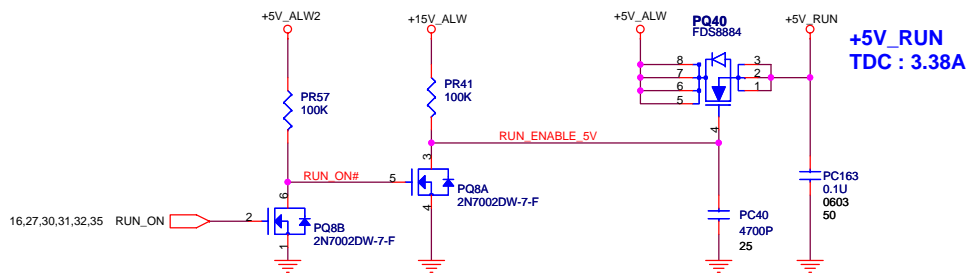 +5V_ALW2
+15V_ALW
+5V_ALW
PQ40
FDS8884
+5V_RUN
+5V_RUN
TDC : 3.38A
8
7
6
5
3
2
1
4
PR57
100K
PR41
100K
RUN_ENABLE_5V
3
RUN_ON#
5
PQ8A
2N7002DW-7-F
4
6
16,27,30,31,32,35
RUN_ON
2
PQ8B
2N7002DW-7-F
1
PC40
4700P
25
PC163
0.1U
0603
50